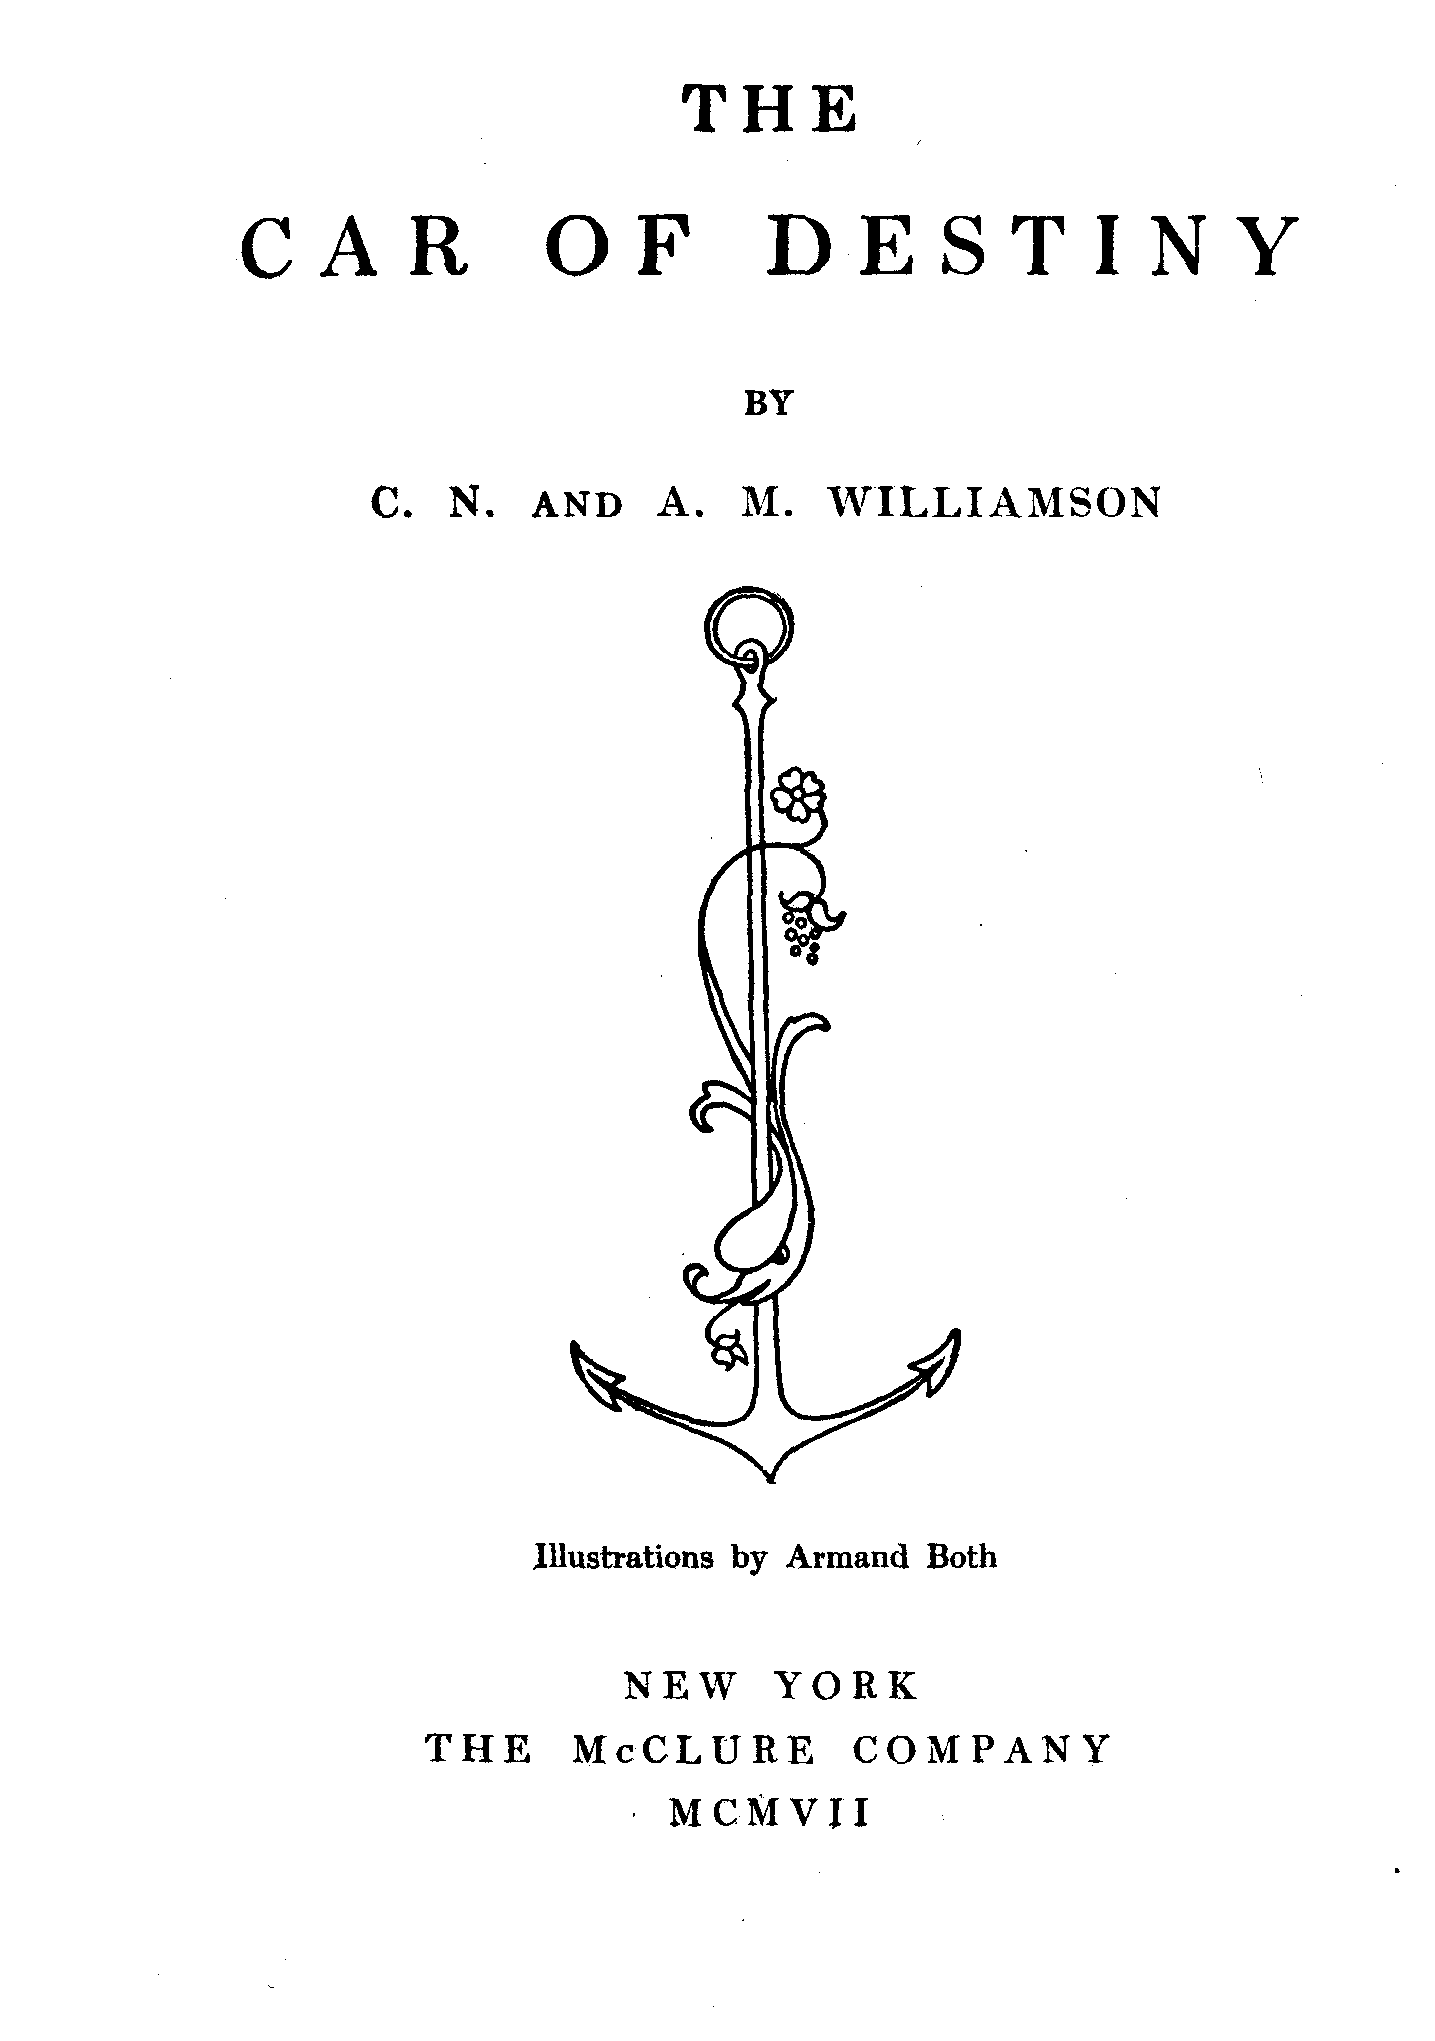 THE
CAR OF DESTINY
BY
C. N. AND A. M. WILLIAMSON
Illustrations by Armand Both
NEW YORK
THE McCLURE COMPANY
MCMVII